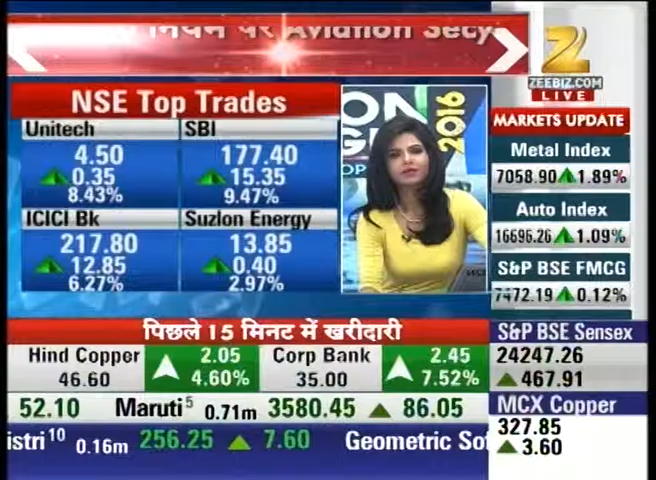 नियम पर Aviation Secy
ZEEBIZ.COM
LIVE
NSE Top Trades
Unitech
4.50
0.35
8.43%
SBI
177.40
15.35
9.47%
ICICI Bk
217.80
12.85
6.27%
Suzlon Energy
13.85
0.40
2.97%
2016
MARKETS UPDATE
Metal Index
7058.90 1.89%
Auto Index
16696.26 1.09%
S&P BSE FMCG
7472.19 0.12%
पिछले 15 मिनट में खरीदारी
Hind Copper
46.60
2.05
4.60%
Corp Bank
35.00
2.45
7.52%
S&P BSE Sensex
24247.26
467.91
MCX Copper
327.85
3.60
52.10 Maruti 5 0.71m 3580.45 86.05
istri 10 0.16m 256.25 7.60 Geometric Sof